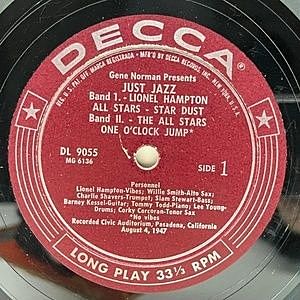 DECCA
REG. U.S. PAT. OFF. MARCA REGISTRADA • MF'D BY DECCA RECORDS INC., NEW YORK, U.S.A.
Gene Norman Presents
JUST JAZZ
Band I. - LIONEL HAMPTON
ALL STARS - STAR DUST
Band II. - THE ALL STARS
ONE O'CLOCK JUMP*
DL 9055
MG 6136
SIDE 1
Personnel
Lionel Hampton-Vibes; Willie Smith-Alto Sax;
Charlie Shavers-Trumpet; Slam Stewart-Bass;
Barney Kessel-Guitar; Tommy Todd-Piano; Lee Young-
Drums; Corky Corcoran-Tenor Sax
*No vibes
Recorded Civic Auditorium, Pasadena, California
August 4, 1947
LONG PLAY 33⅓ RPM